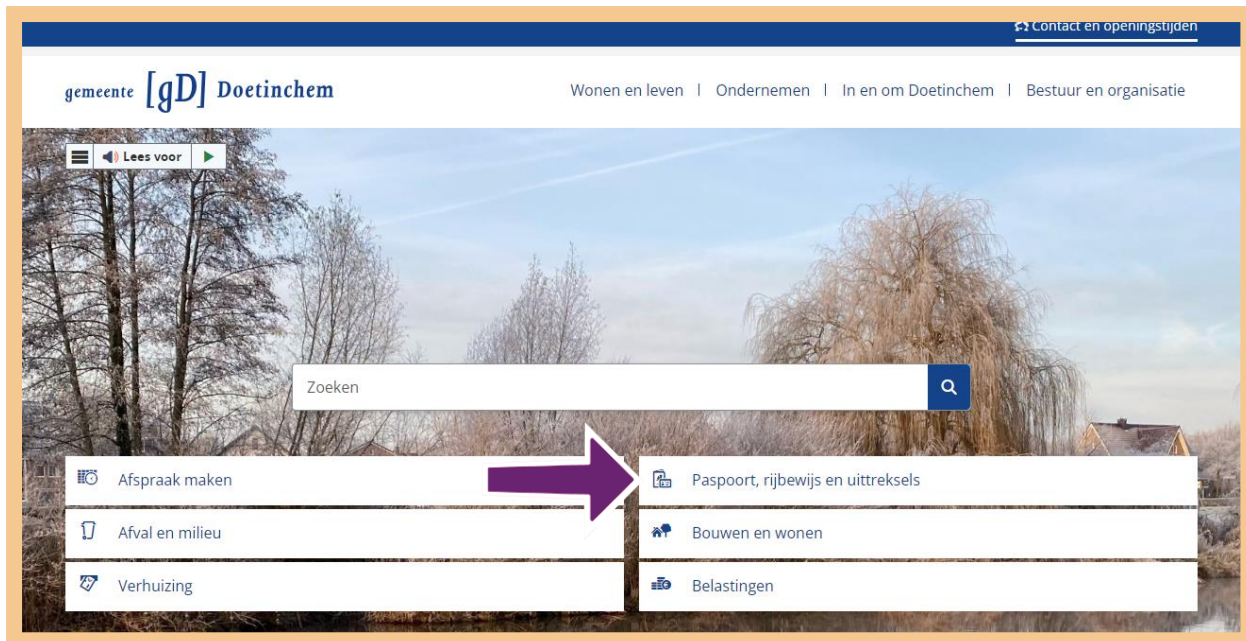 Contact en openingstijden
gemeente [gD] Doetinchem
Wonen en leven | Ondernemen | In en om Doetinchem | Bestuur en organisatie
Lees voor
Zoeken
Afspraak maken
Paspoort, rijbewijs en uittreksels
Afval en milieu
Bouwen en wonen
Verhuizing
Belastingen